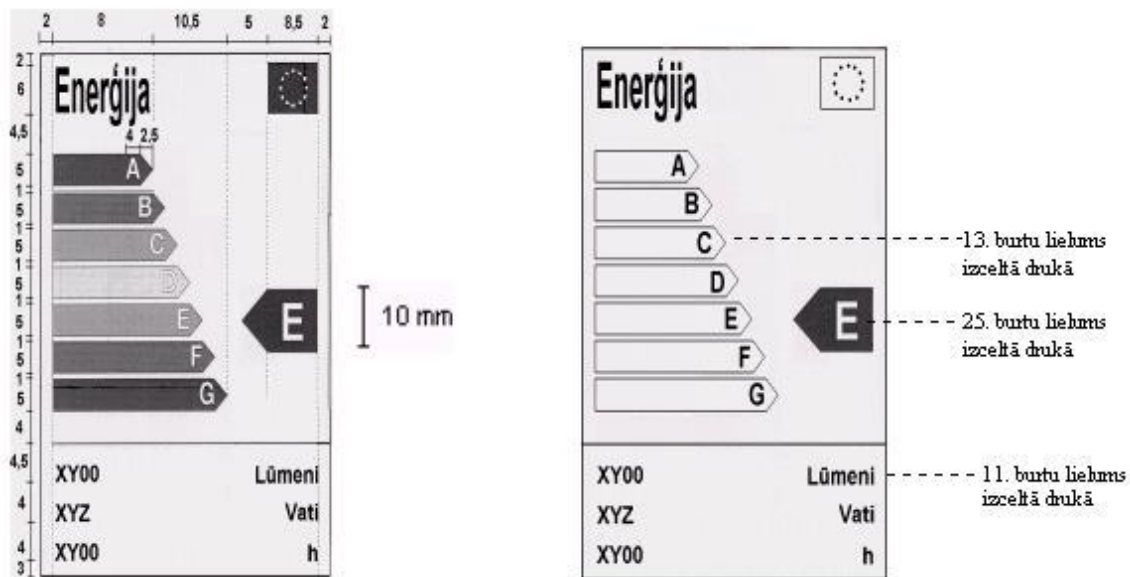 2 8 10,5 5 8,5 2
2
6
4,5
5
1
5
1
5
1
5
1
5
1
5
1
5
4
4,5
4
4
3
Enerģija
4 2,5
A
B
C
D
E
F
G
E
10 mm
XY00 Lūmeni
XYZ Vati
XY00 h
Enerģija
A
B
C
D
E
F
G
E
13. burtu lielums
izceltā drukā
25. burtu lielums
izceltā drukā
XY00 Lūmeni
XYZ Vati
XY00 h
11. burtu lielums
izceltā drukā